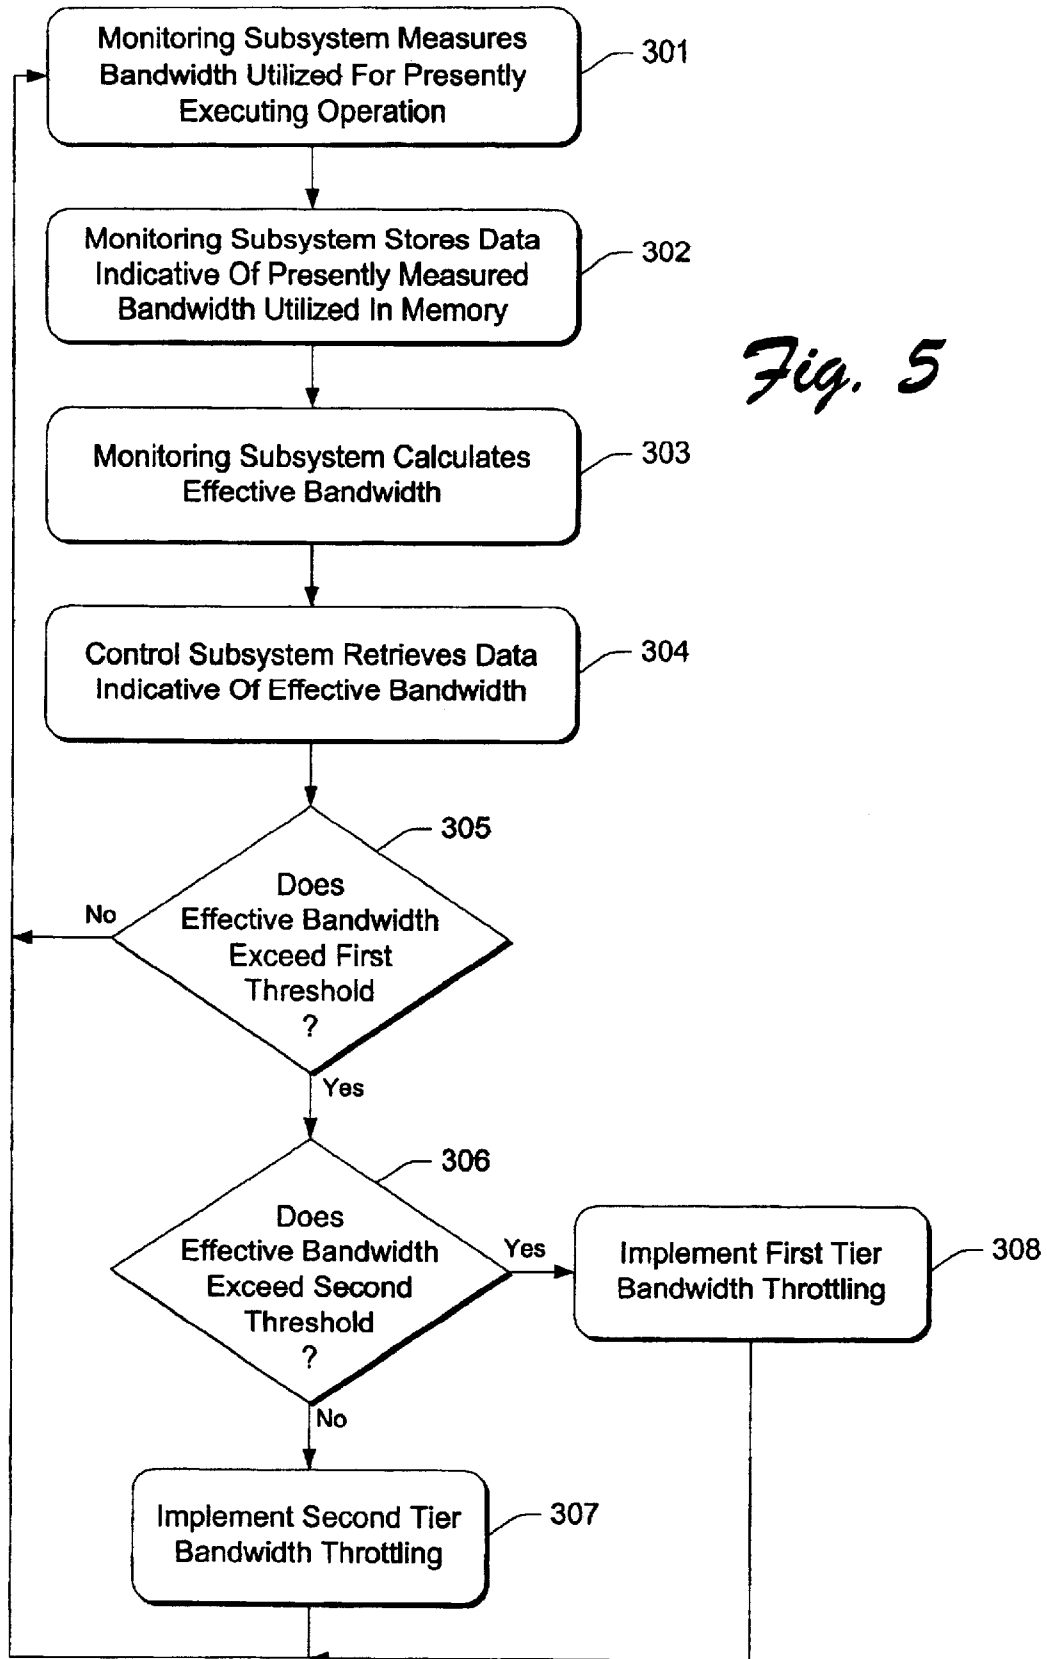 Monitoring Subsystem Measures
Bandwidth Utilized For Presently
Executing Operation
301
Monitoring Subsystem Stores Data
Indicative Of Presently Measured
Bandwidth Utilized In Memory
302
Fig. 5
Monitoring Subsystem Calculates
Effective Bandwidth
303
Control Subsystem Retrieves Data
Indicative Of Effective Bandwidth
304
305
Does
Effective Bandwidth
Exceed First
Threshold
?
No
Yes
306
Does
Effective Bandwidth
Exceed Second
Threshold
?
Yes
Implement First Tier
Bandwidth Throttling
308
No
Implement Second Tier
Bandwidth Throttling
307